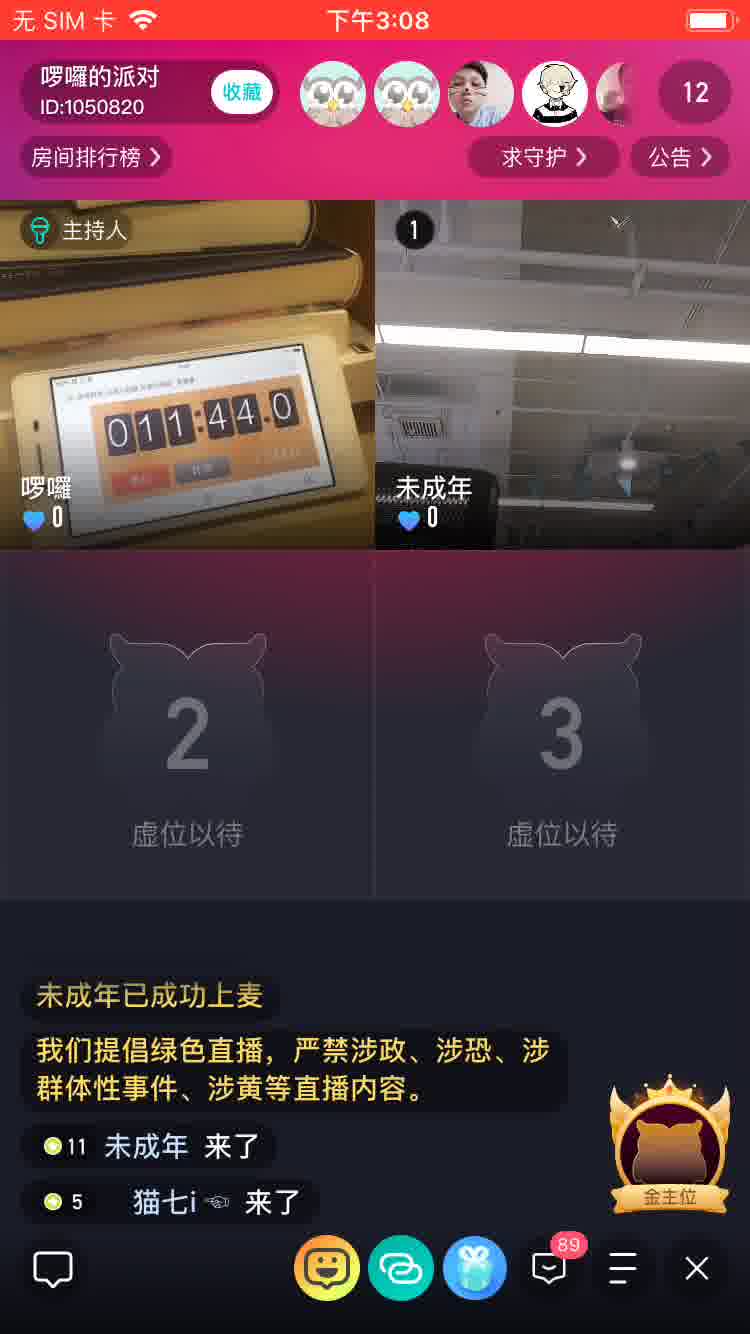 无 SIM 卡
下午3:08
啰囉的派对
ID:1050820
收藏
12
房间排行榜
求守护
公告
主持人
1
011:44.0
啰囉
0
未成年
0
2
3
虚位以待
虚位以待
未成年已成功上麦
我们提倡绿色直播，严禁涉政、涉恐、涉
群体性事件、涉黄等直播内容。
11 未成年 来了
5 猫七i☜ 来了
金主位
89